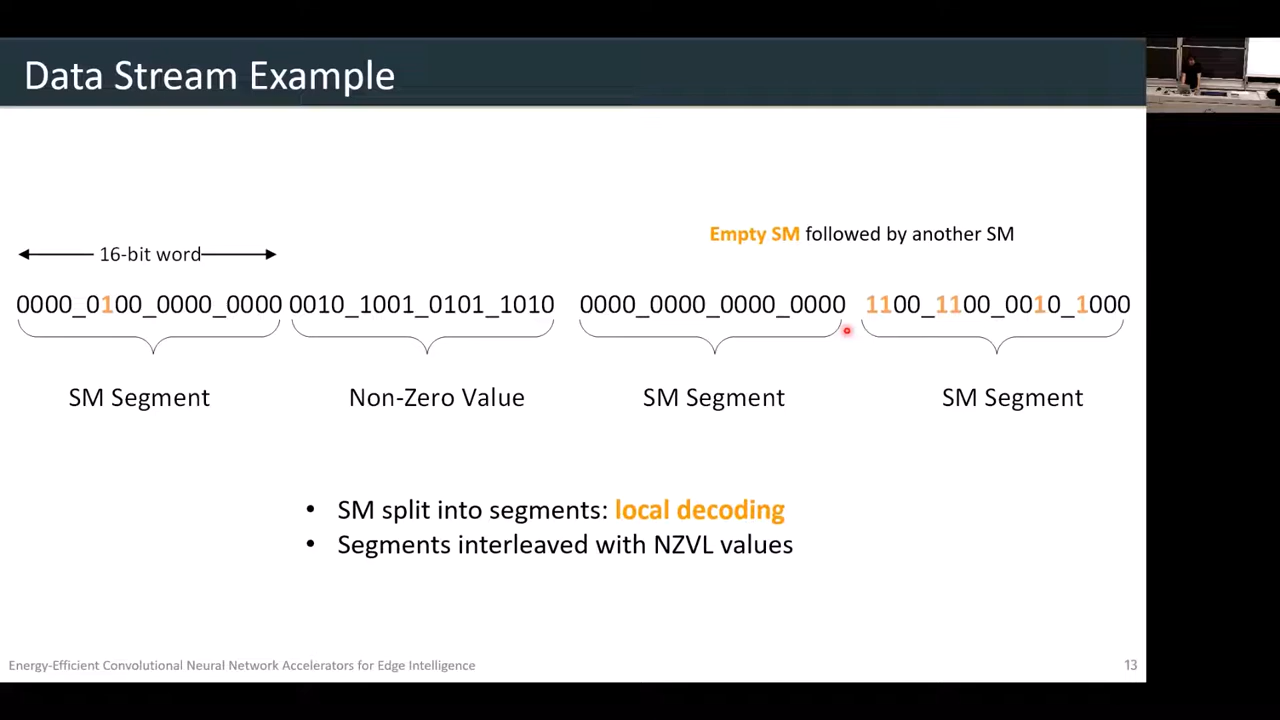 Data Stream Example
Empty SM followed by another SM
16-bit word
0000_0100_0000_0000 0010_1001_0101_1010 0000_0000_0000_0000 1100_1100_0010_1000
SM Segment Non-Zero Value SM Segment SM Segment
• SM split into segments: local decoding
• Segments interleaved with NZVL values
Energy-Efficient Convolutional Neural Network Accelerators for Edge Intelligence 13